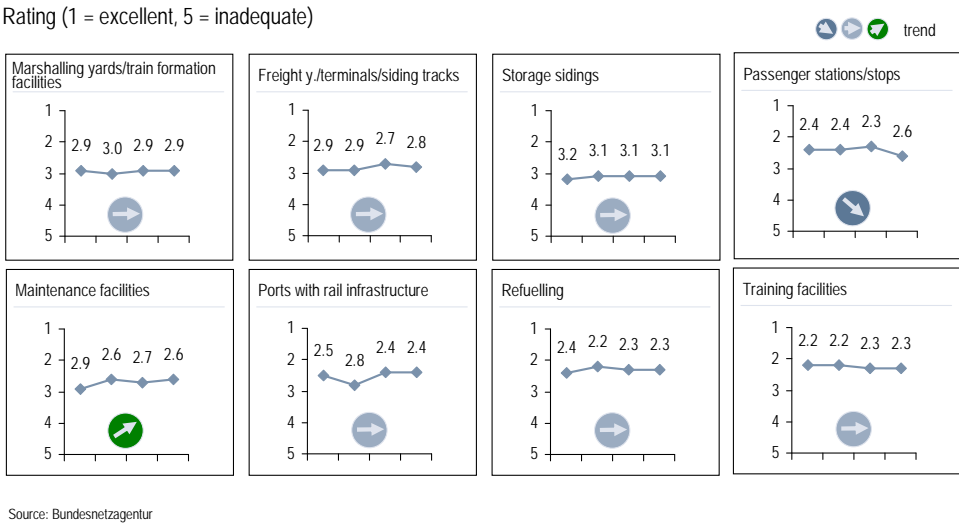 Rating (1 = excellent, 5 = inadequate)
trend
Marshalling yards/train formation
facilities
1
2
3
4
5
2.9 3.0 2.9 2.9
Freight y./terminals/siding tracks
1
2
3
4
5
2.9 2.9 2.7 2.8
Storage sidings
1
2
3
4
5
3.2 3.1 3.1 3.1
Passenger stations/stops
1
2
3
4
5
2.4 2.4 2.3 2.6
Maintenance facilities
1
2
3
4
5
2.9 2.6 2.7 2.6
Ports with rail infrastructure
1
2
3
4
5
2.5 2.8 2.4 2.4
Refuelling
1
2
3
4
5
2.4 2.2 2.3 2.3
Training facilities
1
2
3
4
5
2.2 2.2 2.3 2.3
Source: Bundesnetzagentur